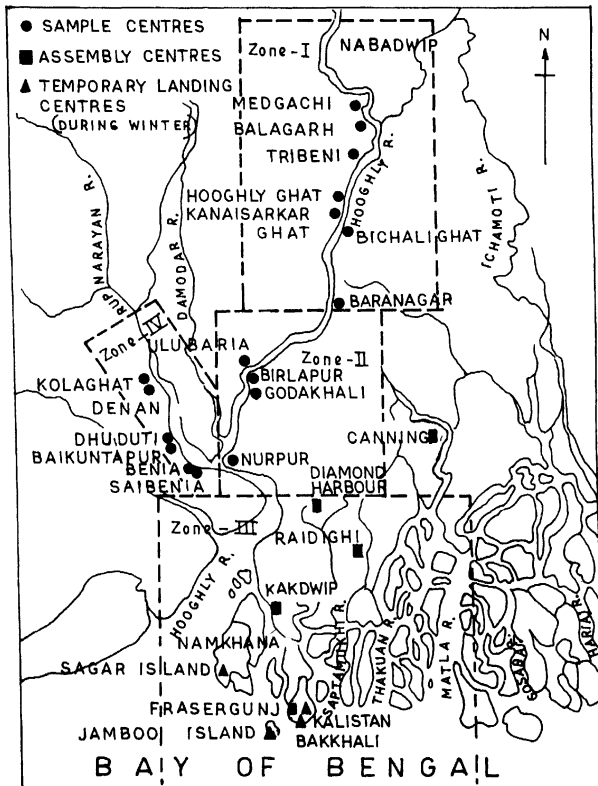 ● SAMPLE CENTRES
■ ASSEMBLY CENTRES
▲ TEMPORARY LANDING
CENTRES
(DURING WINTER)
N
Zone-I
NABADWIP
MEDGACHI
BALAGARH
TRIBENI
HOOGHLY R.
ICHAMOTI R.
HOOGHLY GHAT
KANAISARKAR
GHAT
BICHALIGHAT
RUPNARAYAN R.
DAMODAR R.
BARANAGAR
Zone-IV
ULUBARIA
Zone-II
KOLAGHAT
BIRLAPUR
DENAN
GODAKHALI
DHUDUTI
CANNING
BAIKUNTAPUR
BENIA
NURPUR
SAIBENIA
DIAMOND
HARBOUR
Zone-III
RAIDIGHI
HOOGHLY R.
KAKDWIP
NAMKHANA
SAPTAMUKHI R.
THAKUAN R.
MATLA R.
GOSABA R.
SAGAR ISLAND
FRASERGUNJ
KALISTAN
JAMBOO ISLAND
BAKKHALI
BAY OF BENGAL